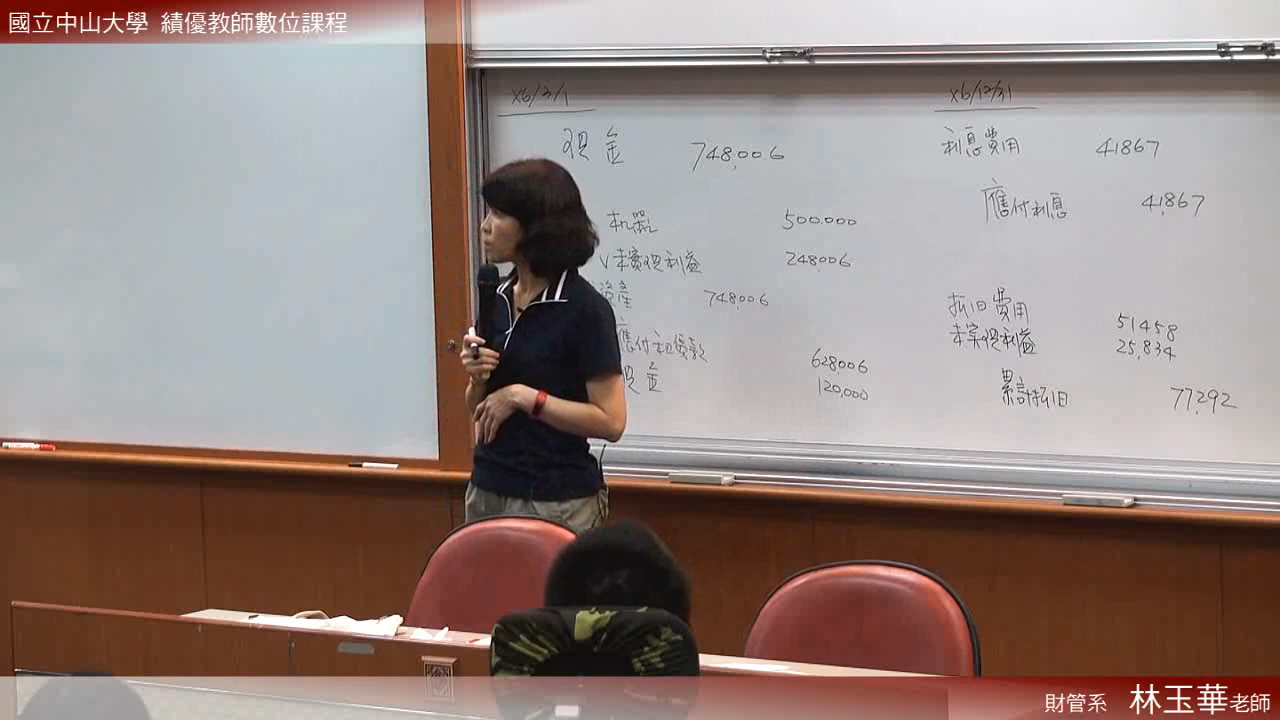 國立中山大學 績優教師數位課程
X6/3/1
現金 748,006
机器 500,000
未實現利益 248,006
資產 748,006
應付租賃款 628006
現金 120,000
X6/12/31
利息費用 41867
應付利息 41,867
折旧費用 51458
未實現利益 25,834
累計折旧 77,292
財管系 林玉華老師